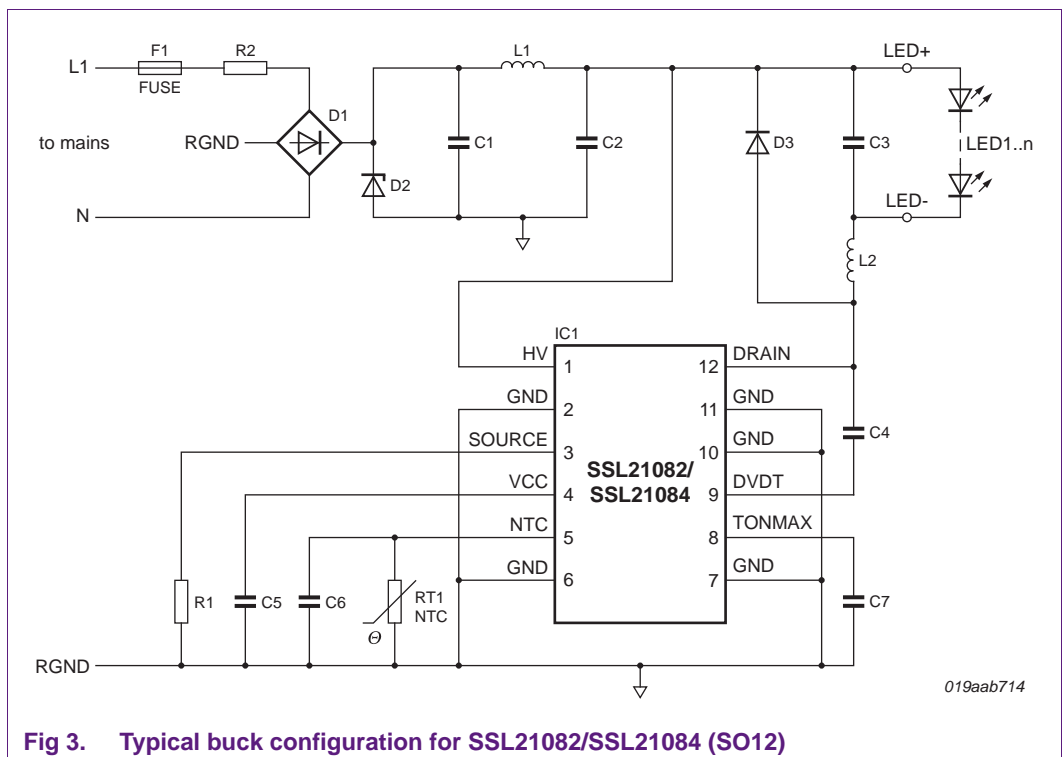 F1
R2
L1
LED+
L1
FUSE
D1
to mains
RGND
C1
C2
D3
C3
LED1..n
D2
N
LED-
L2
IC1
HV
1
12
DRAIN
GND
2
11
GND
C4
SOURCE
3
10
GND
SSL21082/
SSL21084
VCC
4
9
DVDT
NTC
5
8
TONMAX
GND
6
7
GND
R1
C5
C6
RT1
NTC
Θ
C7
RGND
019aab714
Fig 3. Typical buck configuration for SSL21082/SSL21084 (SO12)